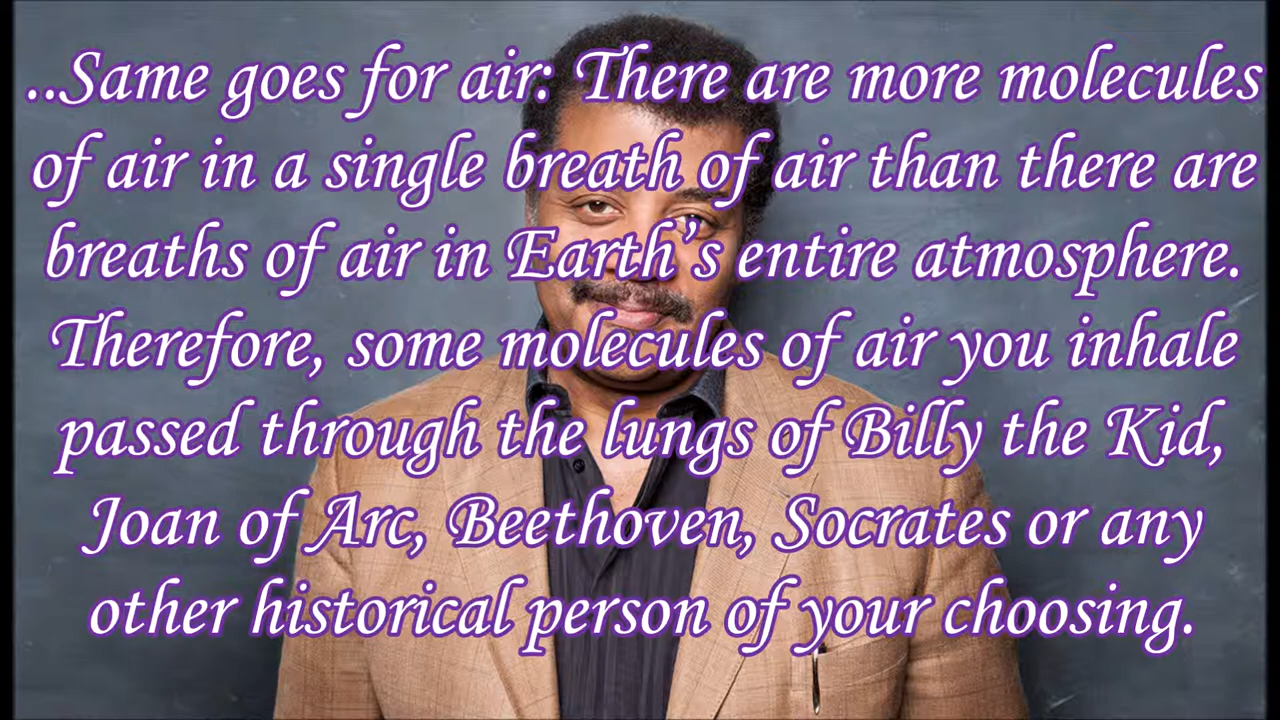 ..Same goes for air: There are more molecules
of air in a single breath of air than there are
breaths of air in Earth's entire atmosphere.
Therefore, some molecules of air you inhale
passed through the lungs of Billy the Kid,
Joan of Arc, Beethoven, Socrates or any
other historical person of your choosing.